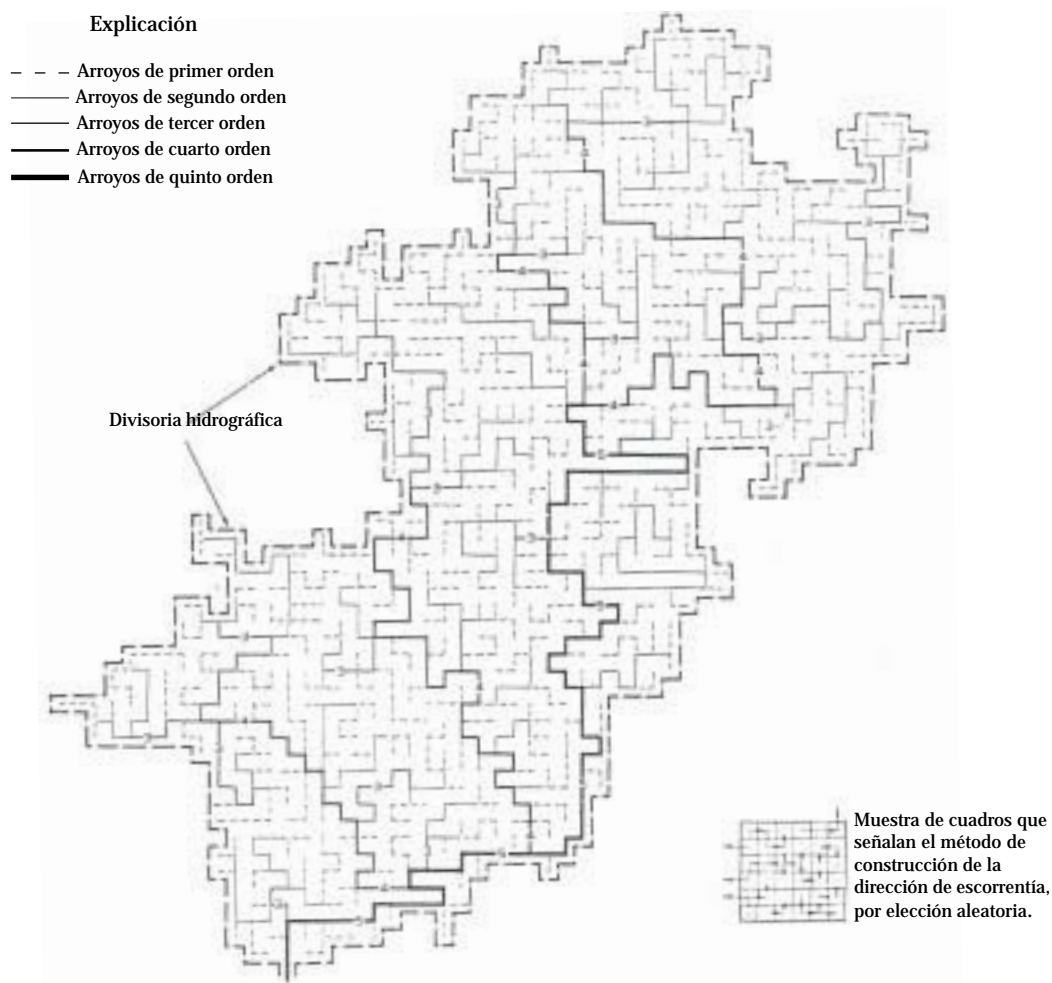 Explicación
Arroyos de primer orden
Arroyos de segundo orden
Arroyos de tercer orden
Arroyos de cuarto orden
Arroyos de quinto orden
Divisoria hidrográfica
Muestra de cuadros que
señalan el método de
construcción de la
dirección de escorrentía,
por elección aleatoria.